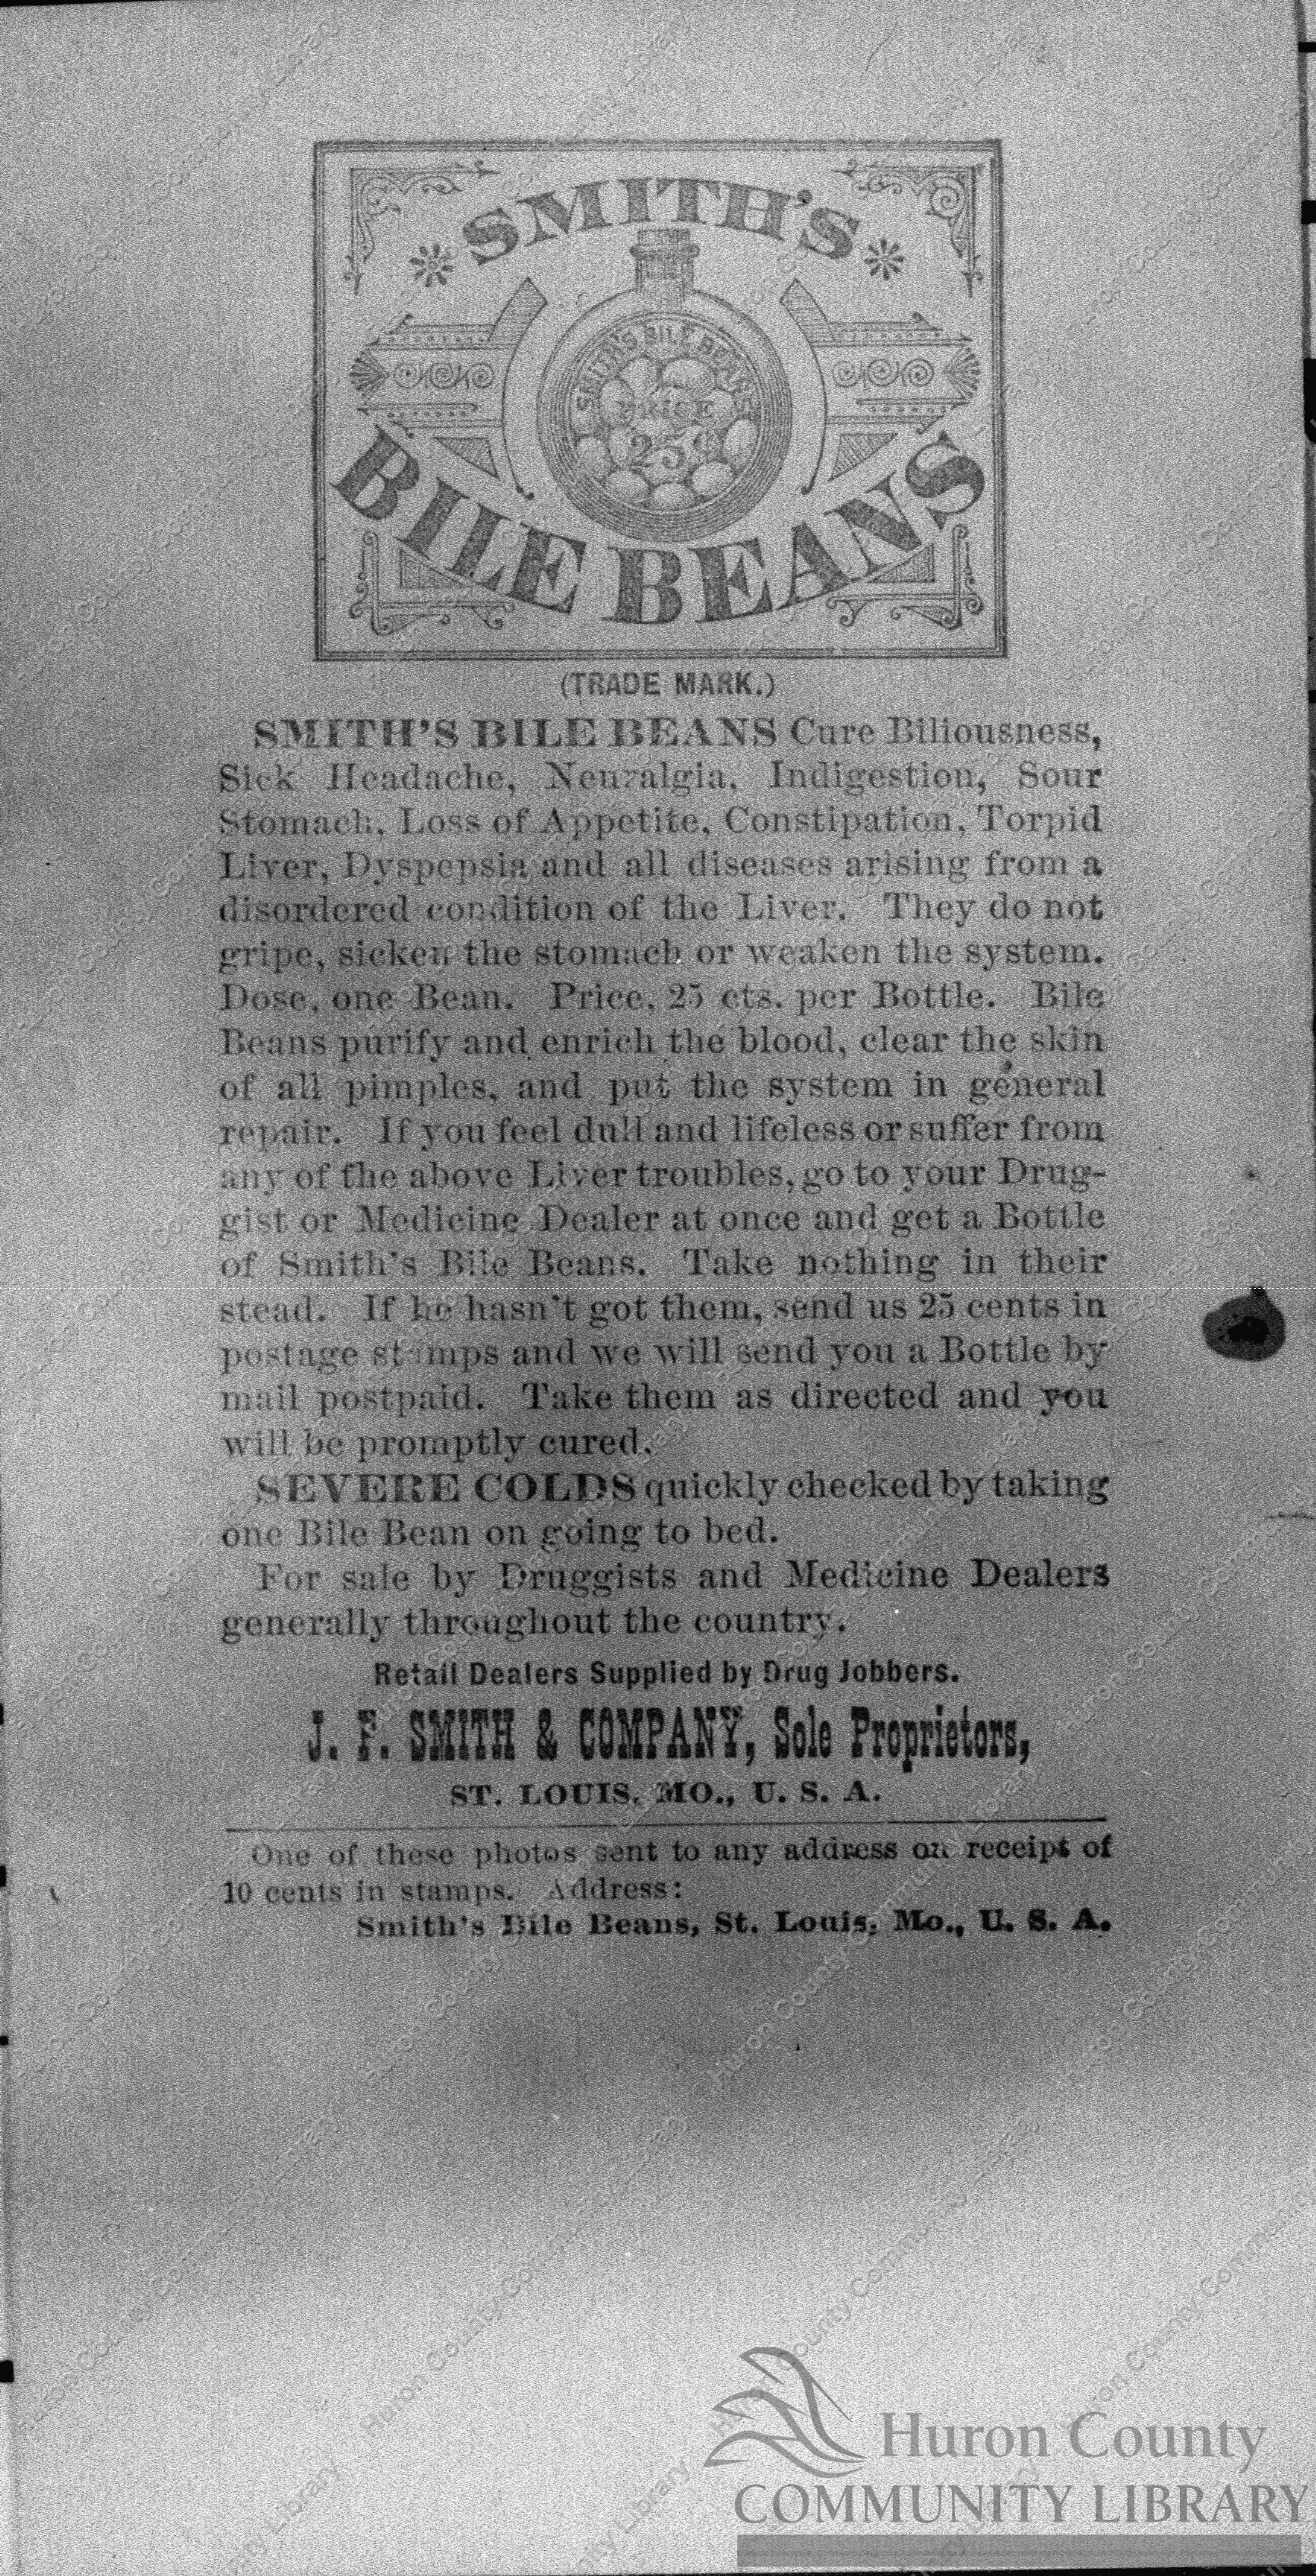 SMITH'S
SMITH'S BILE BEANS
PRICE
25¢
BILE BEANS
(TRADE MARK.)
SMITH'S BILE BEANS Cure Biliousness,
Sick Headache, Neuralgia, Indigestion, Sour
Stomach, Loss of Appetite, Constipation, Torpid
Liver, Dyspepsia and all diseases arising from a
disordered condition of the Liver. They do not
gripe, sicken the stomach or weaken the system.
Dose, one Bean. Price, 25 cts. per Bottle. Bile
Beans purify and enrich the blood, clear the skin
of all pimples, and put the system in general
repair. If you feel dull and lifeless or suffer from
any of the above Liver troubles, go to your Drug-
gist or Medicine Dealer at once and get a Bottle
of Smith's Bile Beans. Take nothing in their
stead. If he hasn't got them, send us 25 cents in
postage stamps and we will send you a Bottle by
mail postpaid. Take them as directed and you
will be promptly cured.
SEVERE COLDS quickly checked by taking
one Bile Bean on going to bed.
For sale by Druggists and Medicine Dealers
generally throughout the country.
Retail Dealers Supplied by Drug Jobbers.
J. F. SMITH & COMPANY, Sole Proprietors,
ST. LOUIS, MO., U. S. A.
One of these photos sent to any address on receipt of
10 cents in stamps. Address:
Smith's Bile Beans, St. Louis, Mo., U. S. A.
Huron County
COMMUNITY LIBRARY